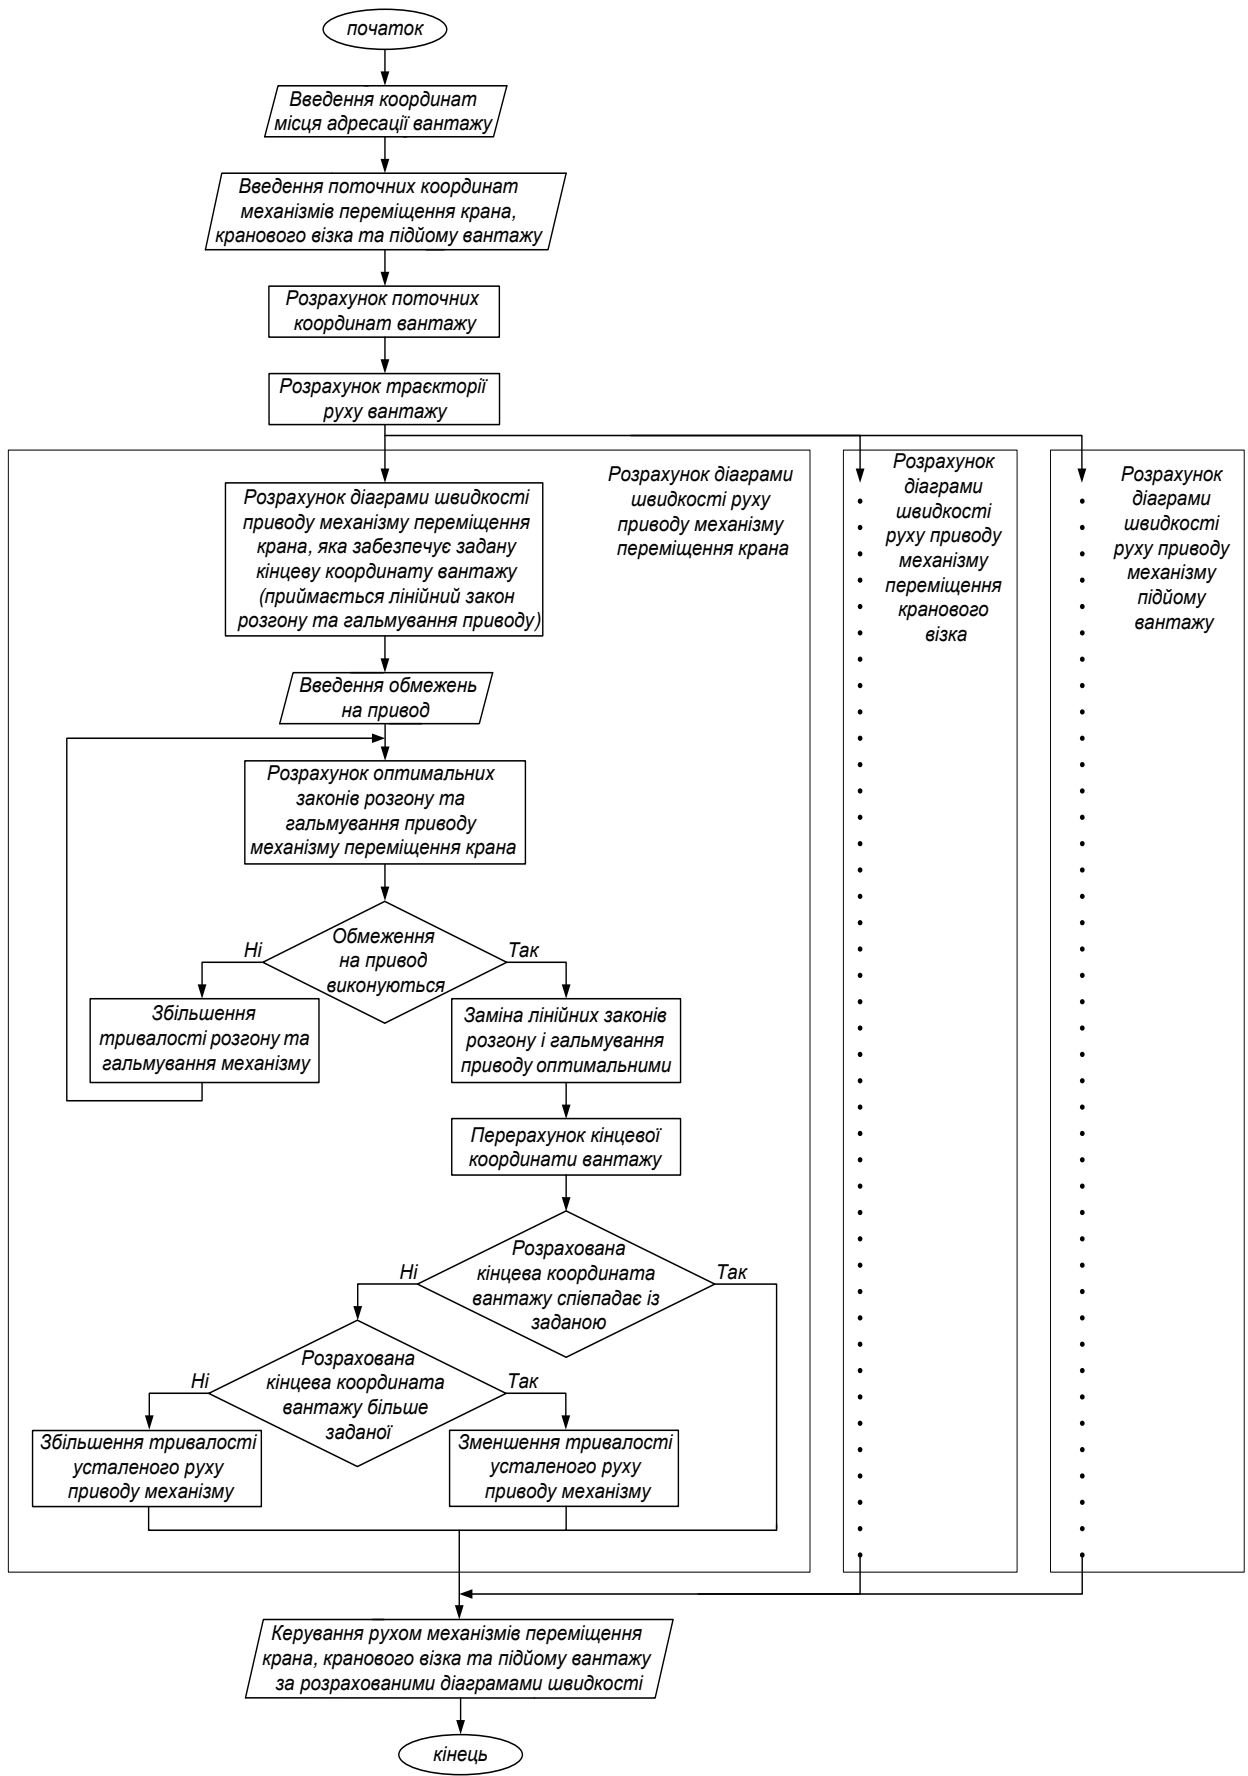 початок
Введення координат
місця адресації вантажу
Введення поточних координат
механізмів переміщення крана,
кранового візка та підйому вантажу
Розрахунок поточних
координат вантажу
Розрахунок траєкторії
руху вантажу
Розрахунок діаграми швидкості
приводу механізму переміщення
крана, яка забезпечує задану
кінцеву координату вантажу
(приймається лінійний закон
розгону та гальмування приводу)
Розрахунок діаграми
швидкості руху
приводу механізму
переміщення крана
Розрахунок
діаграми
швидкості
руху приводу
механізму
переміщення
кранового
візка
Розрахунок
діаграми
швидкості
руху приводу
механізму
підйому
вантажу
Введення обмежень
на привод
Розрахунок оптимальних
законів розгону та
гальмування приводу
механізму переміщення крана
Обмеження
на привод
виконуються
Ні
Так
Збільшення
тривалості розгону та
гальмування механізму
Заміна лінійних законів
розгону і гальмування
приводу оптимальними
Перерахунок кінцевої
координати вантажу
Розрахована
кінцева координата
вантажу співпадає із
заданою
Ні
Так
Розрахована
кінцева координата
вантажу більше
заданої
Ні
Так
Збільшення тривалості
усталеного руху
приводу механізму
Зменшення тривалості
усталеного руху
приводу механізму
Керування рухом механізмів переміщення
крана, кранового візка та підйому вантажу
за розрахованими діаграмами швидкості
кінець